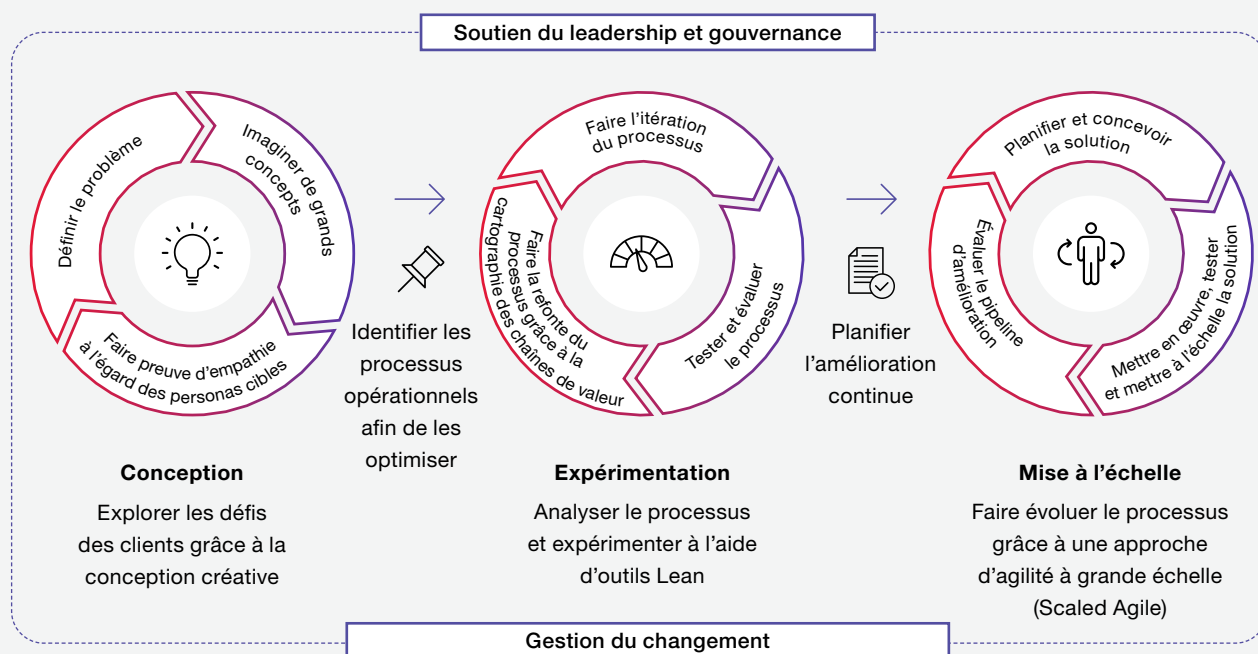 Soutien du leadership et gouvernance
Définir le problème
Imaginer de grands
concepts
Faire preuve d'empathie
à l'égard des personas cibles
Identifier les
processus
opérationnels
afin de les
optimiser
Faire l'itération
du processus
Tester et évaluer
le processus
Faire la refonte du
processus grâce à la
cartographie des chaînes de valeur
Planifier
l'amélioration
continue
Planifier et concevoir
la solution
Mettre en œuvre, tester
et mettre à l'échelle la solution
Évaluer le pipeline
d'amélioration
Conception
Explorer les défis
des clients grâce à la
conception créative
Expérimentation
Analyser le processus
et expérimenter à l'aide
d'outils Lean
Mise à l'échelle
Faire évoluer le processus
grâce à une approche
d'agilité à grande échelle
(Scaled Agile)
Gestion du changement